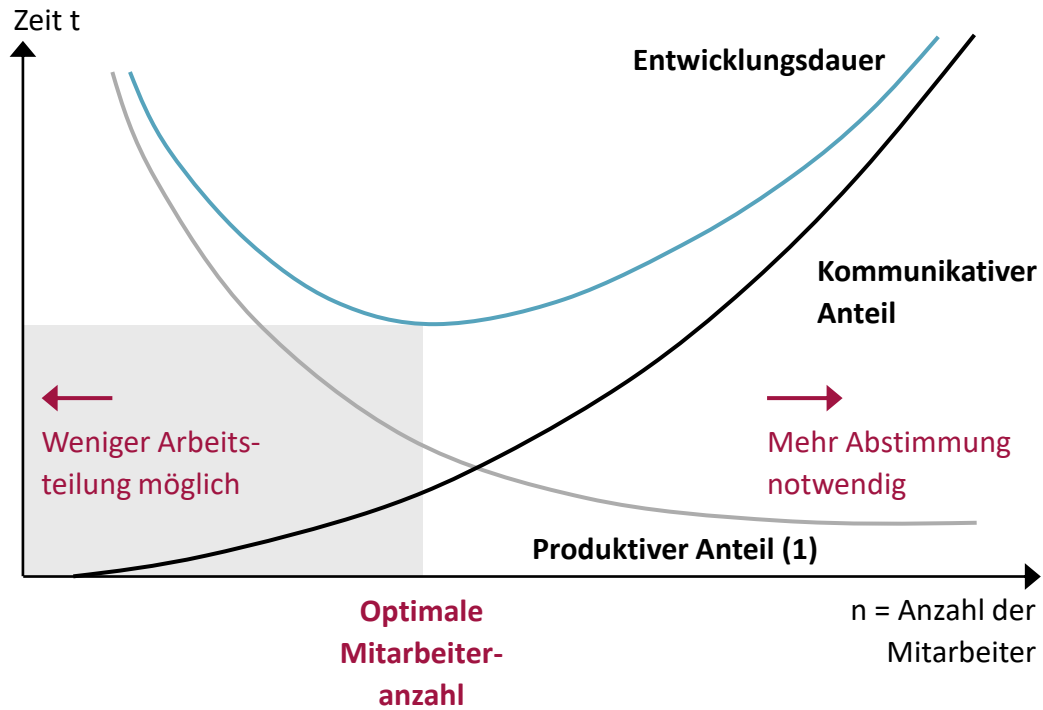 Zeit t
Entwicklungsdauer
Kommunikativer
Anteil
Weniger Arbeits-
teilung möglich
Mehr Abstimmung
notwendig
Produktiver Anteil (1)
Optimale
Mitarbeiter-
anzahl
n = Anzahl der
Mitarbeiter